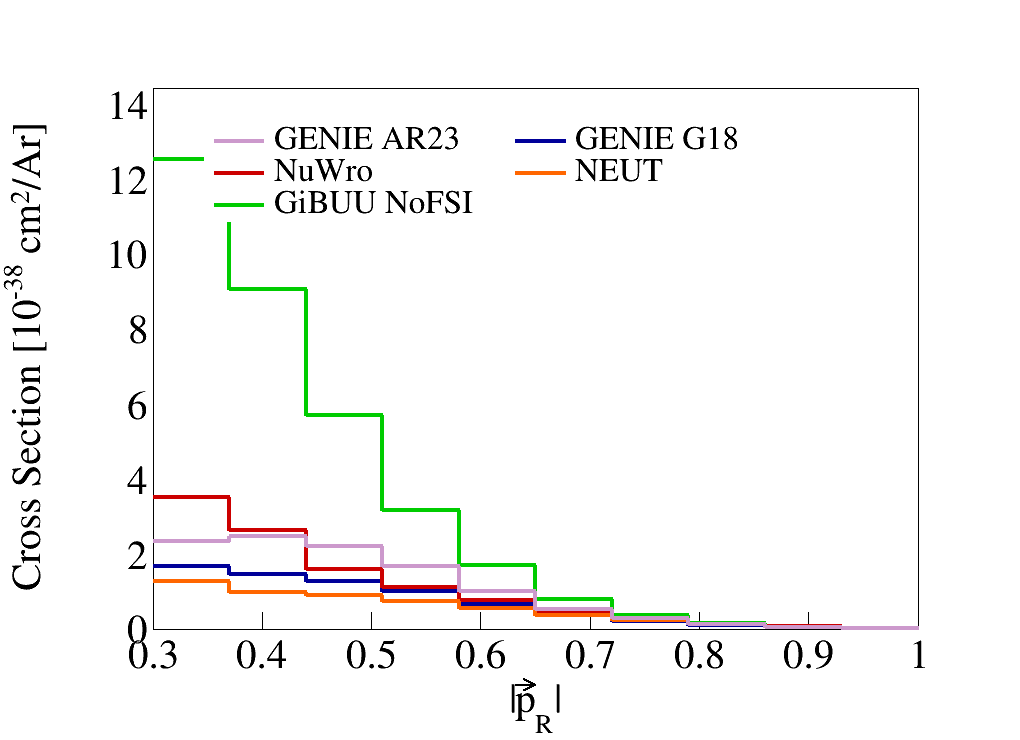 Cross Section [10⁻³⁸ cm²/Ar]
14
12
10
8
6
4
2
0
GENIE AR23
GENIE G18
NuWro
NEUT
GiBUU NoFSI
0.3 0.4 0.5 0.6 0.7 0.8 0.9 1
|p⃗_R|